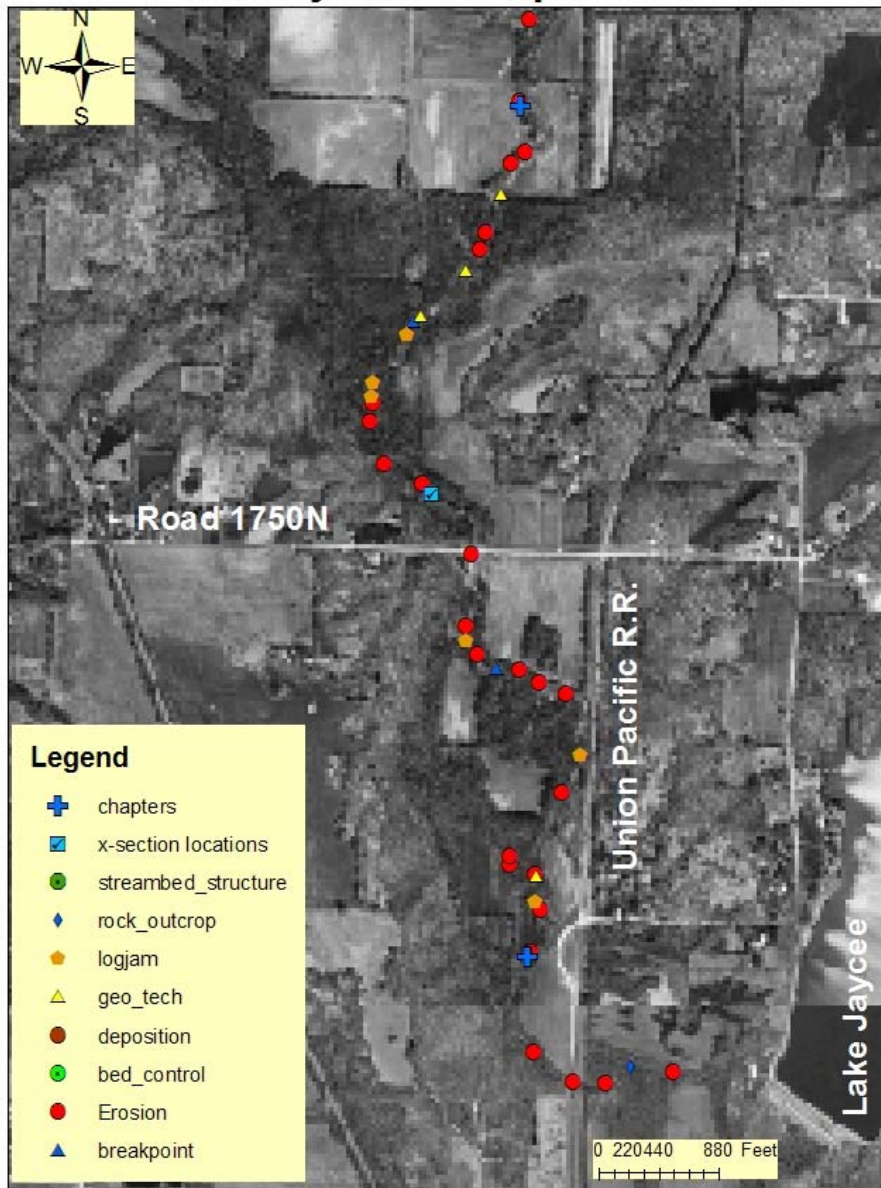 N
W E
S
Road 1750N
Union Pacific R.R.
Legend
chapters
x-section locations
streambed_structure
rock_outcrop
logjam
geo_tech
deposition
bed_control
Erosion
breakpoint
Lake Jaycee
0 220440 880 Feet